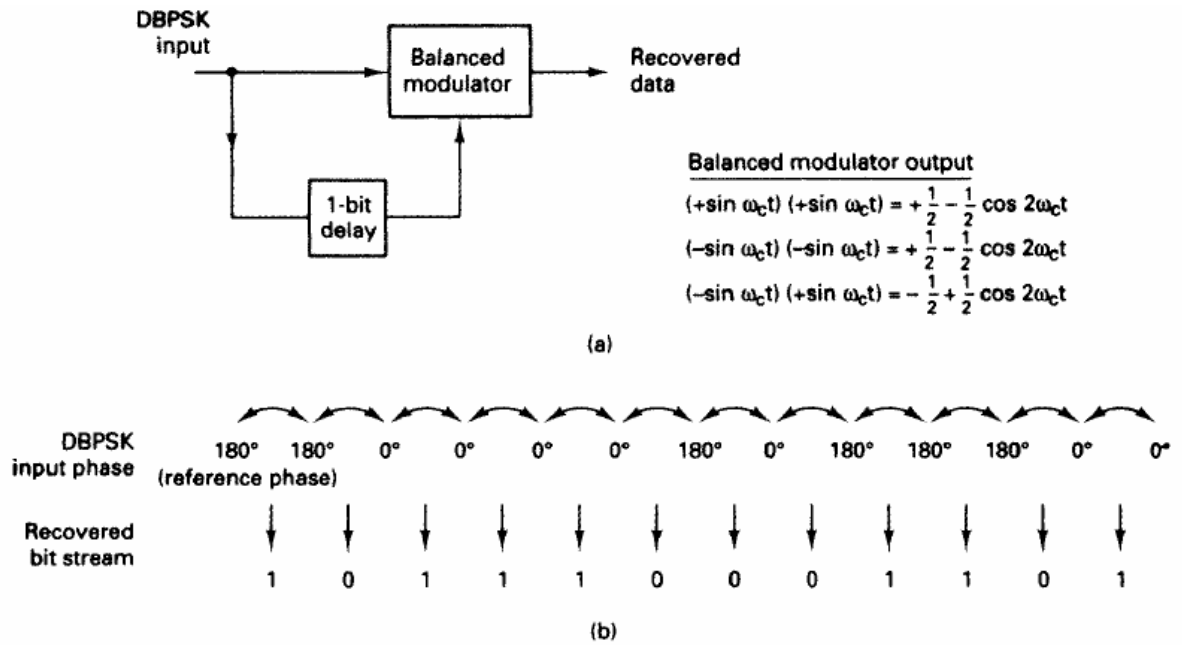 DBPSK
input
Balanced
modulator
Recovered
data
1-bit
delay
Balanced modulator output
(+sin ω_ct) (+sin ω_ct) = + 1/2 − 1/2 cos 2ω_ct
(−sin ω_ct) (−sin ω_ct) = + 1/2 − 1/2 cos 2ω_ct
(−sin ω_ct) (+sin ω_ct) = − 1/2 + 1/2 cos 2ω_ct
(a)
DBPSK
input phase
180° 180° 0° 0° 0° 0° 180° 0° 180° 180° 180° 0° 0°
(reference phase)
Recovered
bit stream
1 0 1 1 1 0 0 0 1 1 0 1
(b)